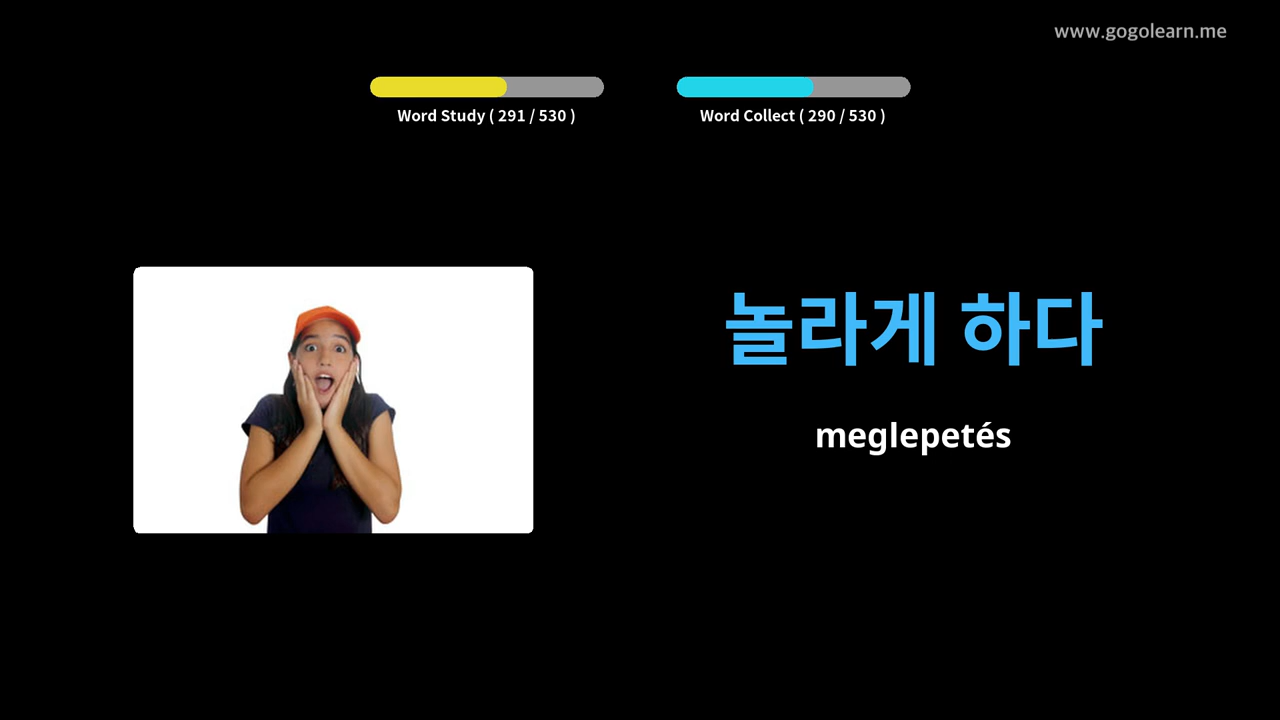 www.gogolearn.me
Word Study ( 291 / 530 )
Word Collect ( 290 / 530 )
놀라게 하다
meglepetés